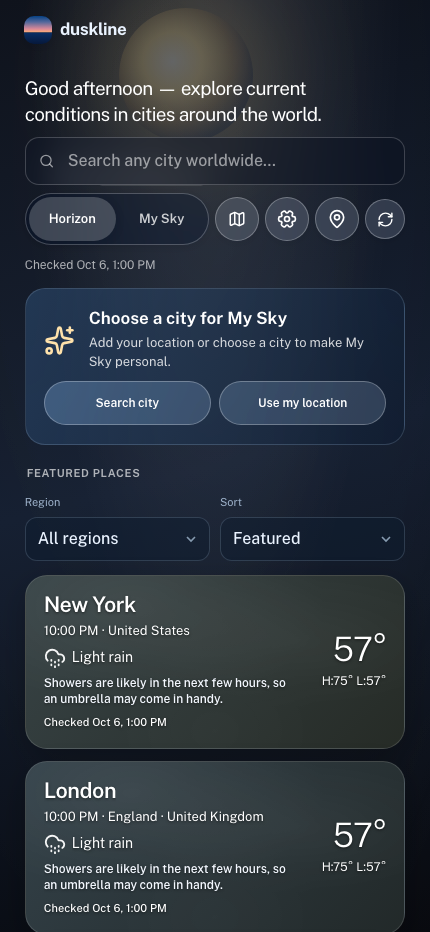 duskline
Good afternoon — explore current
conditions in cities around the world.
Search any city worldwide...
Horizon
My Sky
Checked Oct 6, 1:00 PM
Choose a city for My Sky
Add your location or choose a city to make My
Sky personal.
Search city
Use my location
FEATURED PLACES
Region
Sort
All regions
Featured
New York
10:00 PM · United States
Light rain
Showers are likely in the next few hours, so
an umbrella may come in handy.
Checked Oct 6, 1:00 PM
57°
H:75° L:57°
London
10:00 PM · England · United Kingdom
Light rain
Showers are likely in the next few hours, so
an umbrella may come in handy.
Checked Oct 6, 1:00 PM
57°
H:75° L:57°